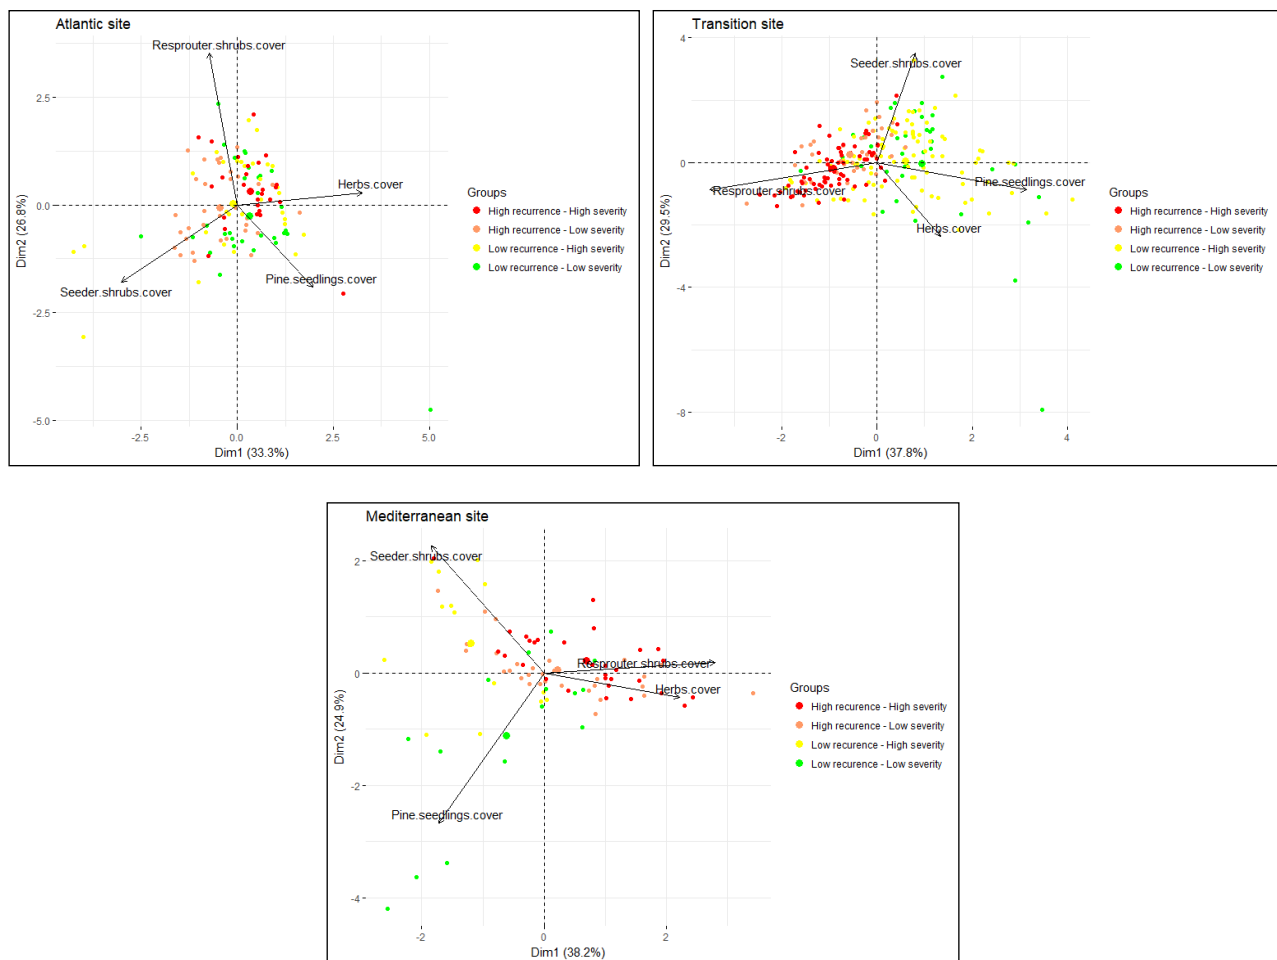 Atlantic site
Resprouter.shrubs.cover
Herbs.cover
Pine.seedlings.cover
Seeder.shrubs.cover
2.5
0.0
-2.5
-5.0
Dim2 (26.8%)
-2.5
0.0
2.5
5.0
Dim1 (33.3%)
Groups
High recurrence - High severity
High recurrence - Low severity
Low recurrence - High severity
Low recurrence - Low severity
Transition site
Seeder.shrubs.cover
Pine.seedlings.cover
Resprouter.shrubs.cover
Herbs.cover
4
0
-4
-8
Dim2 (29.5%)
-2
0
2
4
Dim1 (37.8%)
Groups
High recurrence - High severity
High recurrence - Low severity
Low recurrence - High severity
Low recurrence - Low severity
Mediterranean site
Seeder.shrubs.cover
Resprouter.shrubs.cover
Herbs.cover
Pine.seedlings.cover
2
0
-2
-4
Dim2 (24.9%)
-2
0
2
Dim1 (38.2%)
Groups
High recurence - High severity
High recurence - Low severity
Low recurence - High severity
Low recurence - Low severity